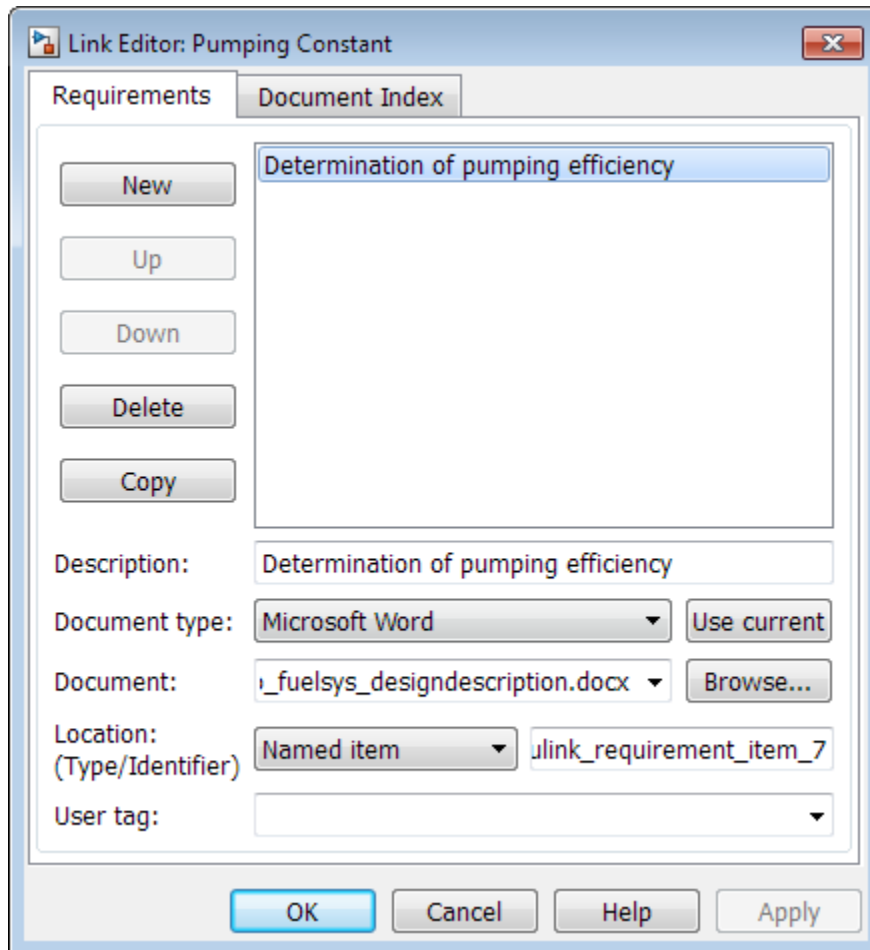 Link Editor: Pumping Constant
Requirements
Document Index
New
Up
Down
Delete
Copy
Determination of pumping efficiency
Description:
Determination of pumping efficiency
Document type:
Microsoft Word
Use current
Document:
_fuelsys_designdescription.docx
Browse...
Location:
(Type/Identifier)
Named item
ulink_requirement_item_7
User tag:
OK
Cancel
Help
Apply